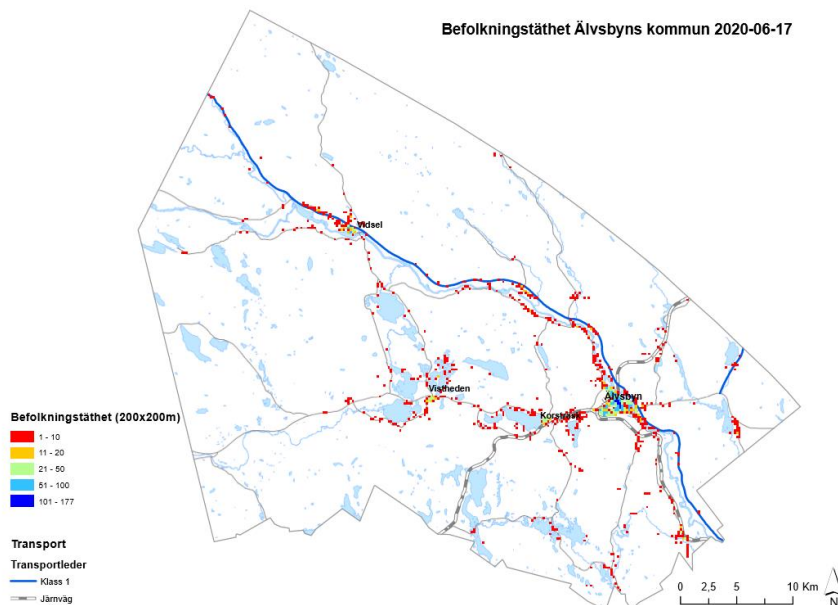 Befolkningstäthet Älvsbyns kommun 2020-06-17
Vidsel
Vistheden
Älvsbyn
Korsträsk
Befolkningstäthet (200x200m)
1 - 10
11 - 20
21 - 50
51 - 100
101 - 177
Transport
Transportleder
Klass 1
Järnväg
0 2,5 5 10 Km
N